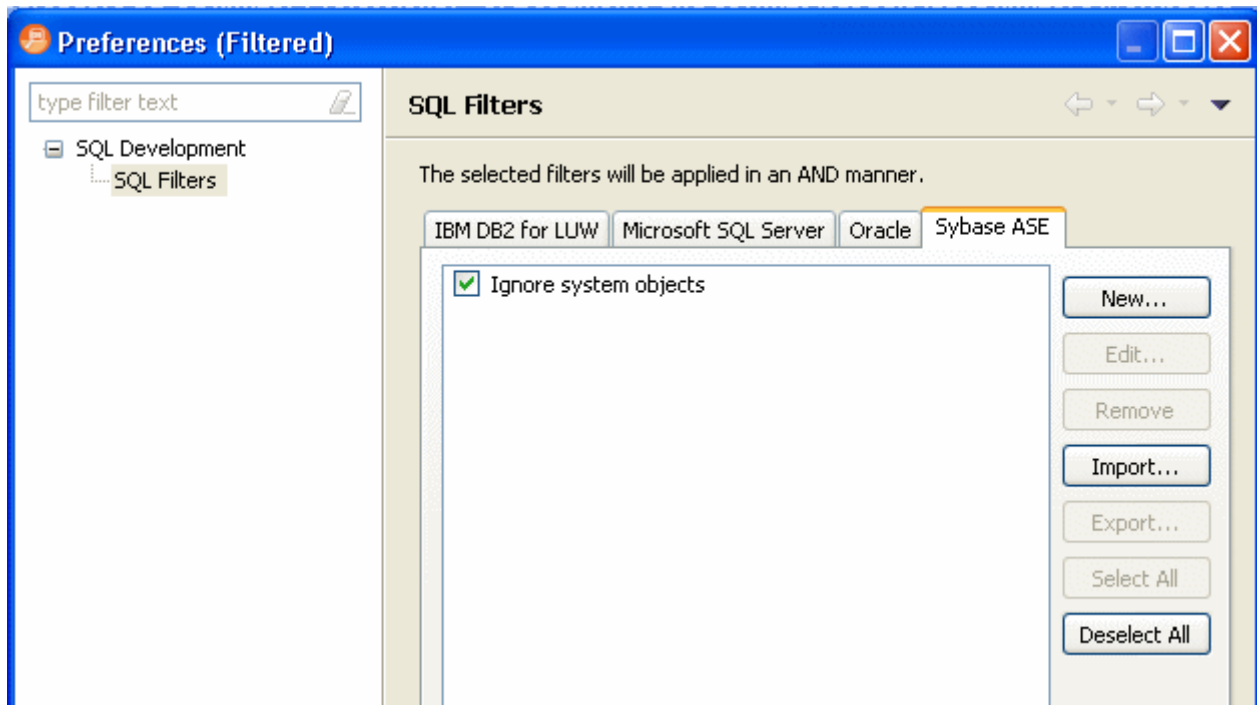 Preferences (Filtered)
type filter text
SQL Development
SQL Filters
SQL Filters
The selected filters will be applied in an AND manner.
IBM DB2 for LUW
Microsoft SQL Server
Oracle
Sybase ASE
Ignore system objects
New...
Edit...
Remove
Import...
Export...
Select All
Deselect All